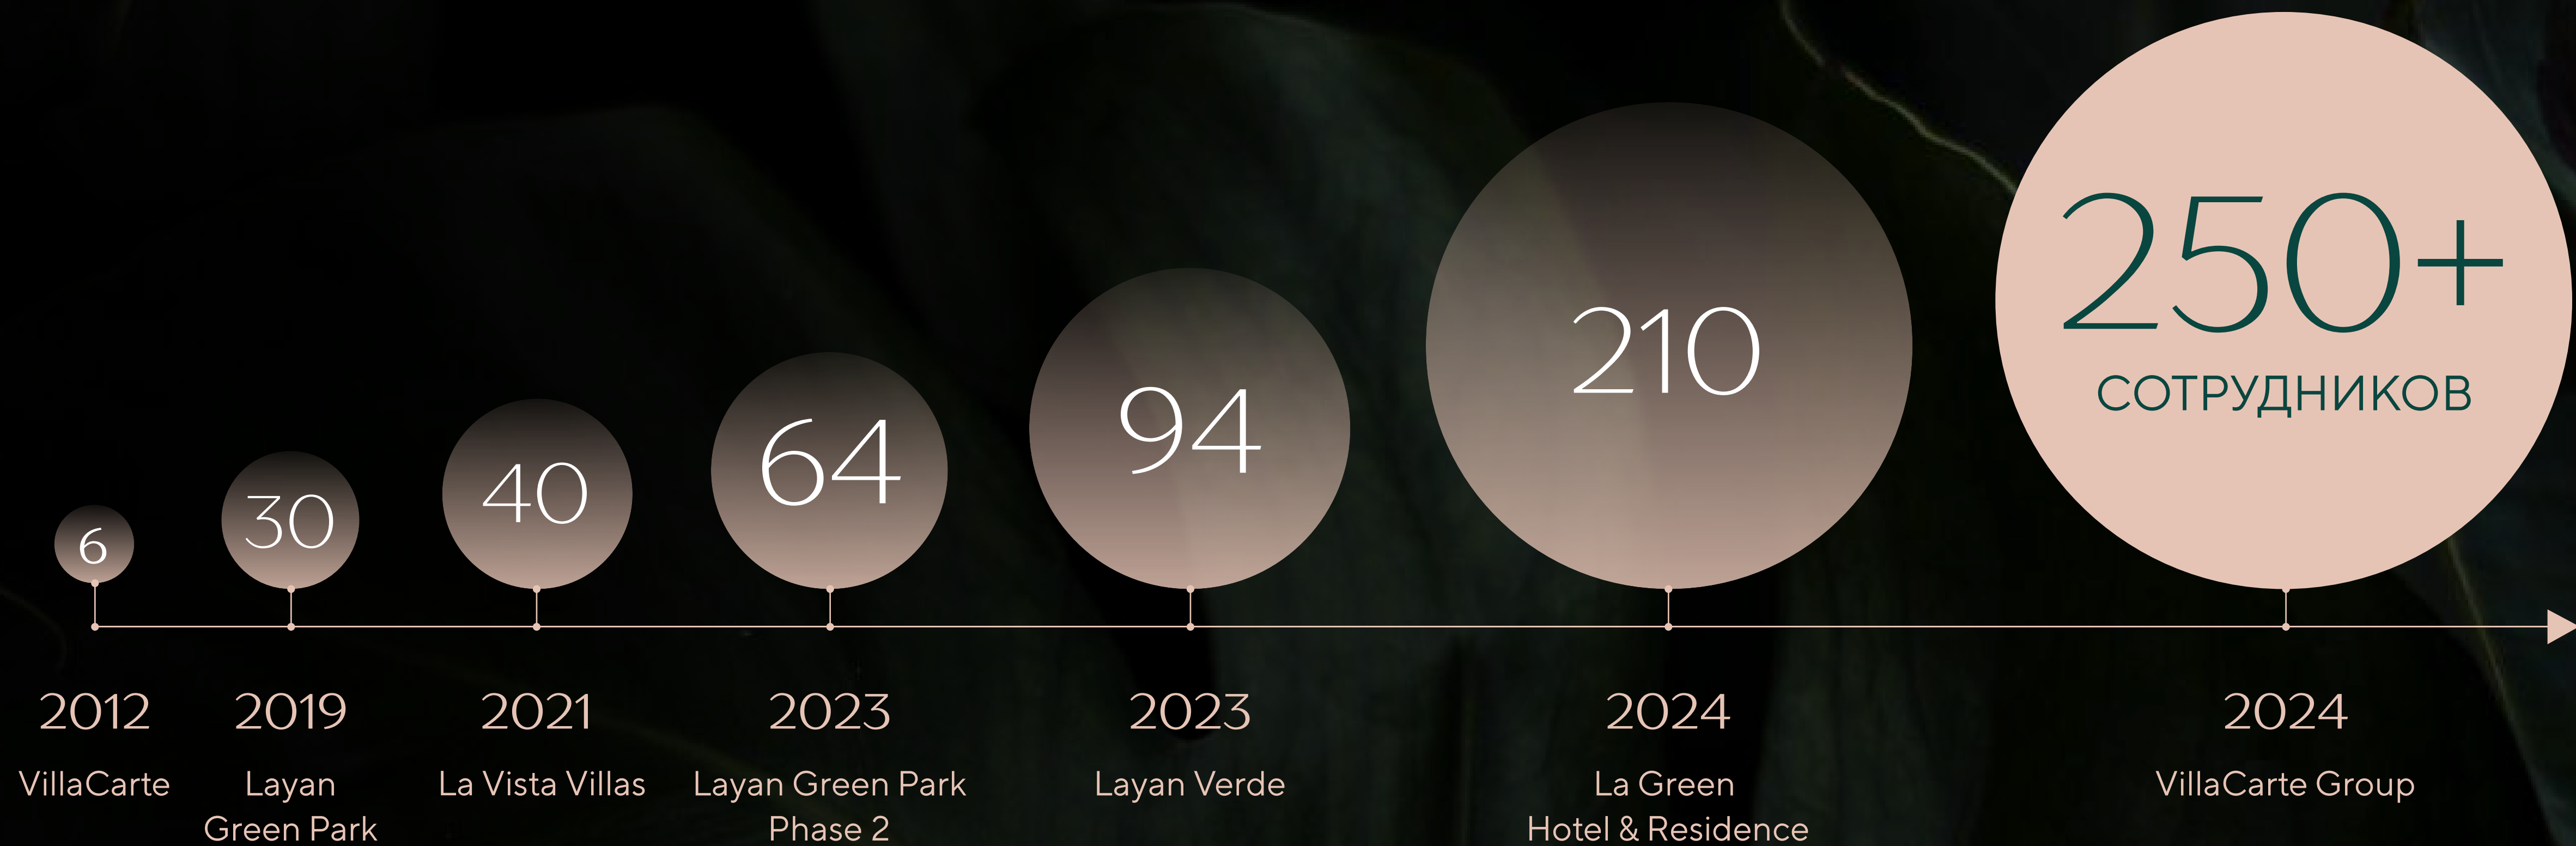 6
30
40
64
94
210
250+
СОТРУДНИКОВ
2012
VillaCarte
2019
Layan
Green Park
2021
La Vista Villas
2023
Layan Green Park
Phase 2
2023
Layan Verde
2024
La Green
Hotel & Residence
2024
VillaCarte Group